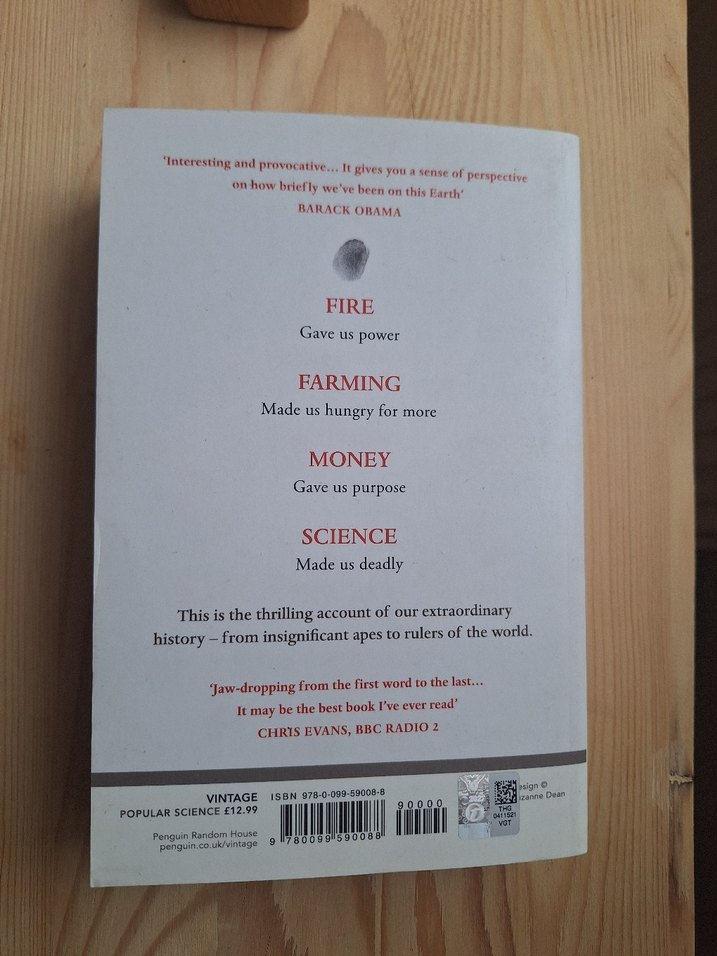 'Interesting and provocative... It gives you a sense of perspective
on how briefly we've been on this Earth'
BARACK OBAMA
FIRE
Gave us power
FARMING
Made us hungry for more
MONEY
Gave us purpose
SCIENCE
Made us deadly
This is the thrilling account of our extraordinary
history – from insignificant apes to rulers of the world.
'Jaw-dropping from the first word to the last...
It may be the best book I've ever read'
CHRIS EVANS, BBC RADIO 2
VINTAGE
POPULAR SCIENCE £12.99
Penguin Random House
penguin.co.uk/vintage
ISBN 978-0-099-59008-8
90000
9 780099 590088
THG
0411521
VGT
esign ©
uzanne Dean